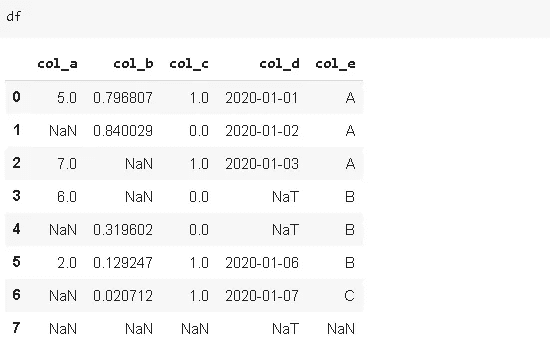 df
col_a col_b col_c col_d col_e
0 5.0 0.796807 1.0 2020-01-01 A
1 NaN 0.840029 0.0 2020-01-02 A
2 7.0 NaN 1.0 2020-01-03 A
3 6.0 NaN 0.0 NaT B
4 NaN 0.319602 0.0 NaT B
5 2.0 0.129247 1.0 2020-01-06 B
6 NaN 0.020712 1.0 2020-01-07 C
7 NaN NaN NaN NaT NaN